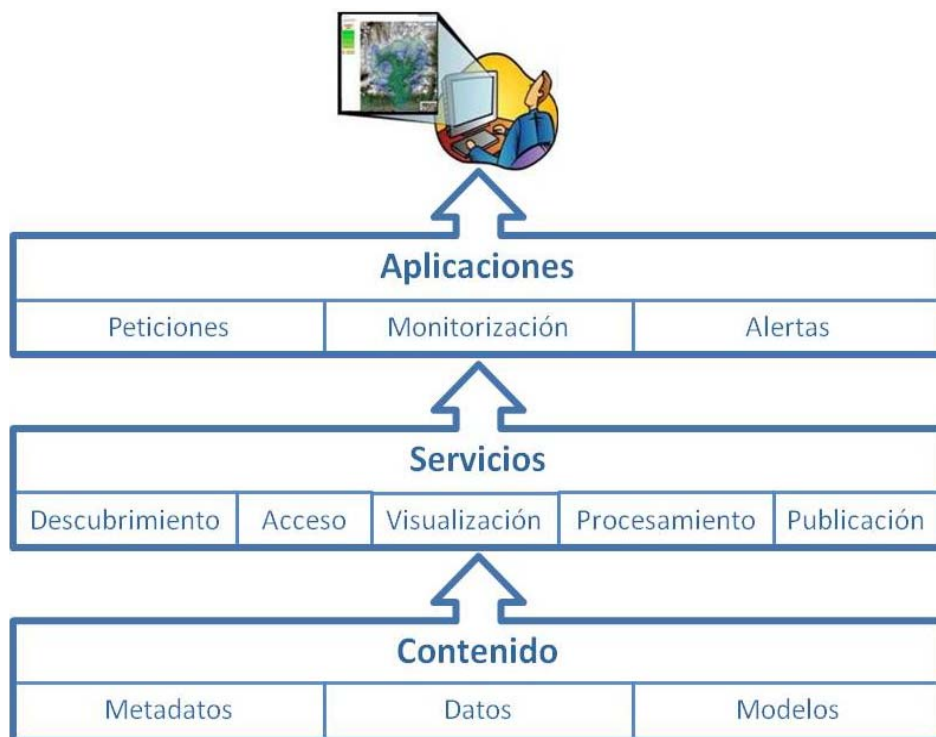 Aplicaciones
Peticiones Monitorización Alertas
Servicios
Descubrimiento Acceso Visualización Procesamiento Publicación
Contenido
Metadatos Datos Modelos